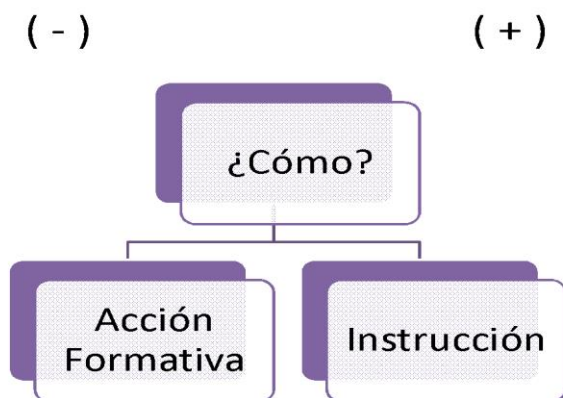 ( - ) ( + )
¿Cómo?
Acción
Formativa
Instrucción